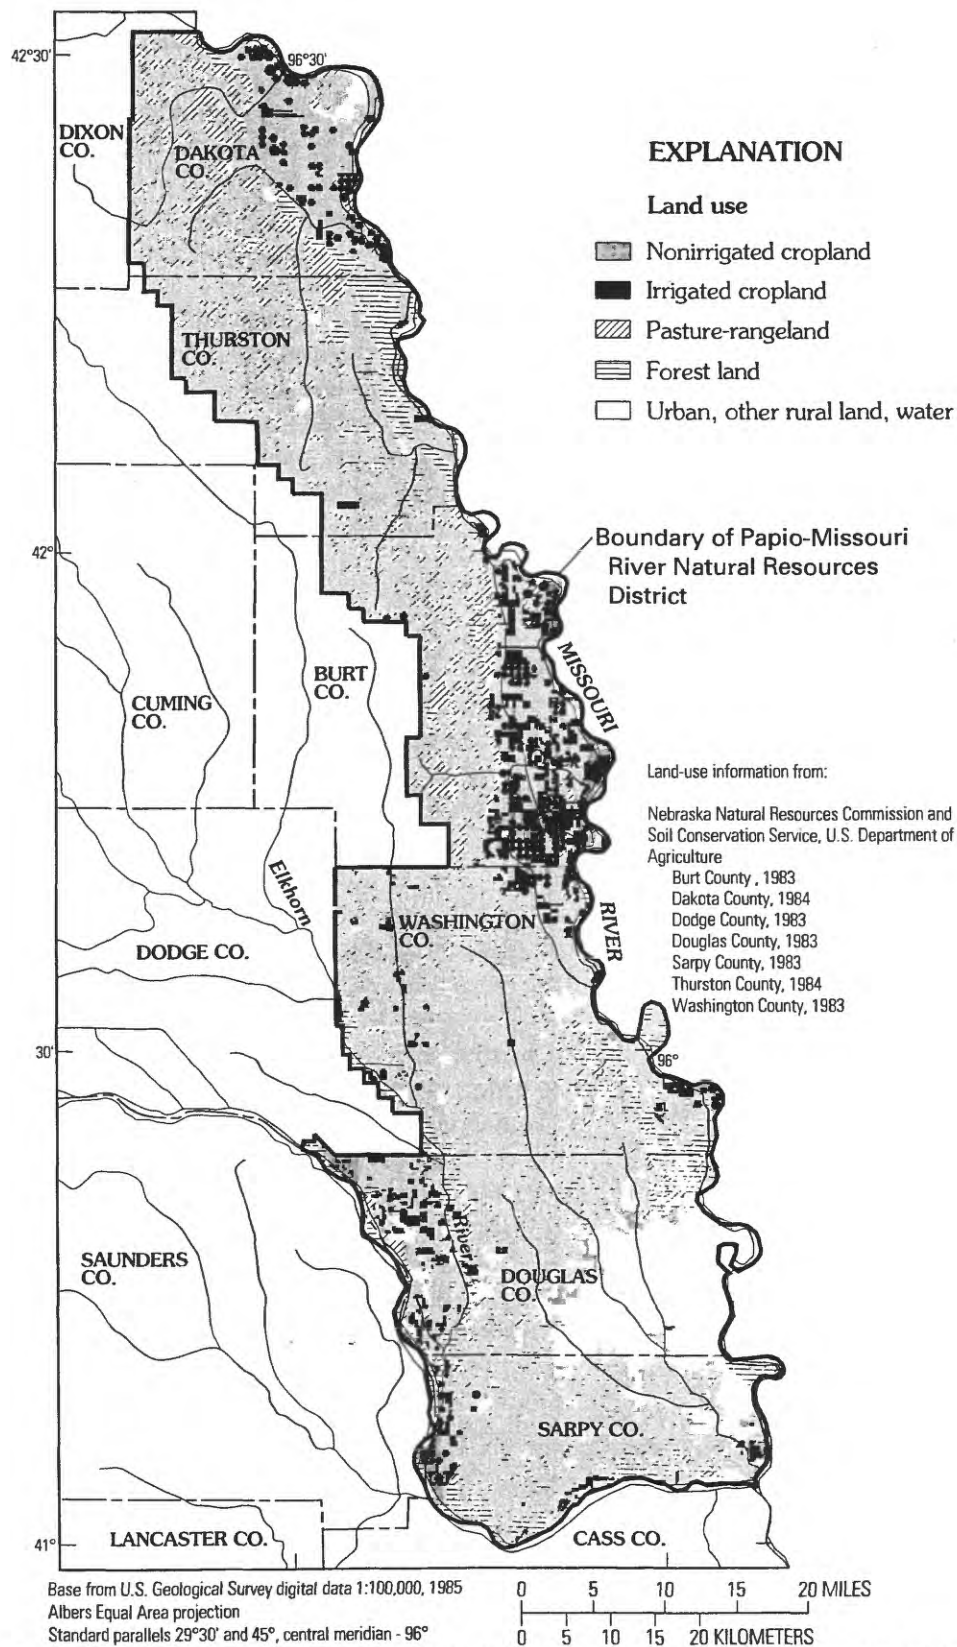 42°30'
96°30'
DIXON
CO.
DAKOTA
CO.
EXPLANATION
Land use
Nonirrigated cropland
Irrigated cropland
Pasture-rangeland
Forest land
Urban, other rural land, water
THURSTON
CO.
42°
Boundary of Papio-Missouri
River Natural Resources
District
MISSOURI
RIVER
CUMING
CO.
BURT
CO.
Land-use information from:
Nebraska Natural Resources Commission and
Soil Conservation Service, U.S. Department of
Agriculture
Burt County , 1983
Dakota County, 1984
Dodge County, 1983
Douglas County, 1983
Sarpy County, 1983
Thurston County, 1984
Washington County, 1983
Elkhorn
River
WASHINGTON
CO.
DODGE CO.
30'
96°
SAUNDERS
CO.
DOUGLAS
CO.
SARPY CO.
LANCASTER CO.
CASS CO.
41°
Base from U.S. Geological Survey digital data 1:100,000, 1985
Albers Equal Area projection
Standard parallels 29°30' and 45°, central meridian - 96°
0 5 10 15 20 MILES
0 5 10 15 20 KILOMETERS